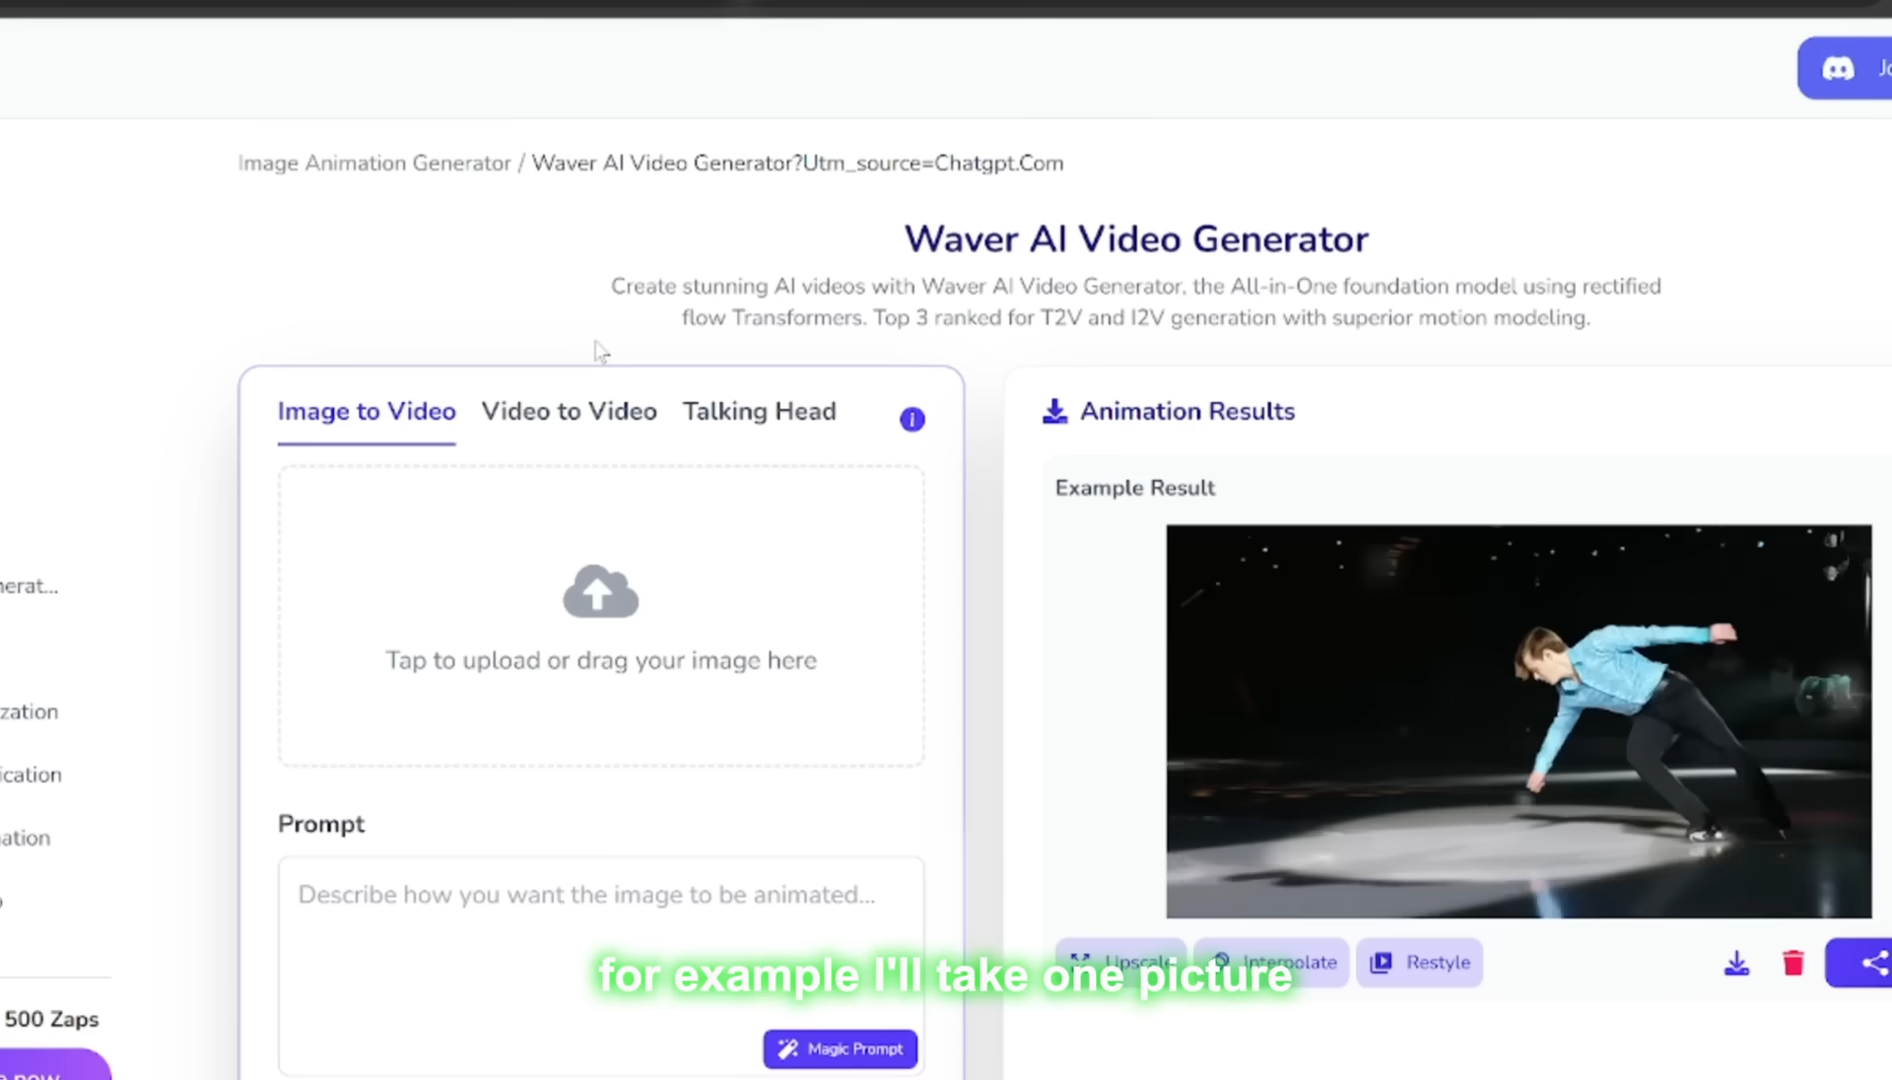 Image Animation Generator / Waver AI Video Generator?Utm_source=Chatgpt.Com
Waver AI Video Generator
Create stunning AI videos with Waver AI Video Generator, the All-in-One foundation model using rectified
flow Transformers. Top 3 ranked for T2V and I2V generation with superior motion modeling.
Image to Video Video to Video Talking Head
Tap to upload or drag your image here
Prompt
Describe how you want the image to be animated...
Magic Prompt
Animation Results
Example Result
Upscale Interpolate Restyle
for example I'll take one picture
500 Zaps